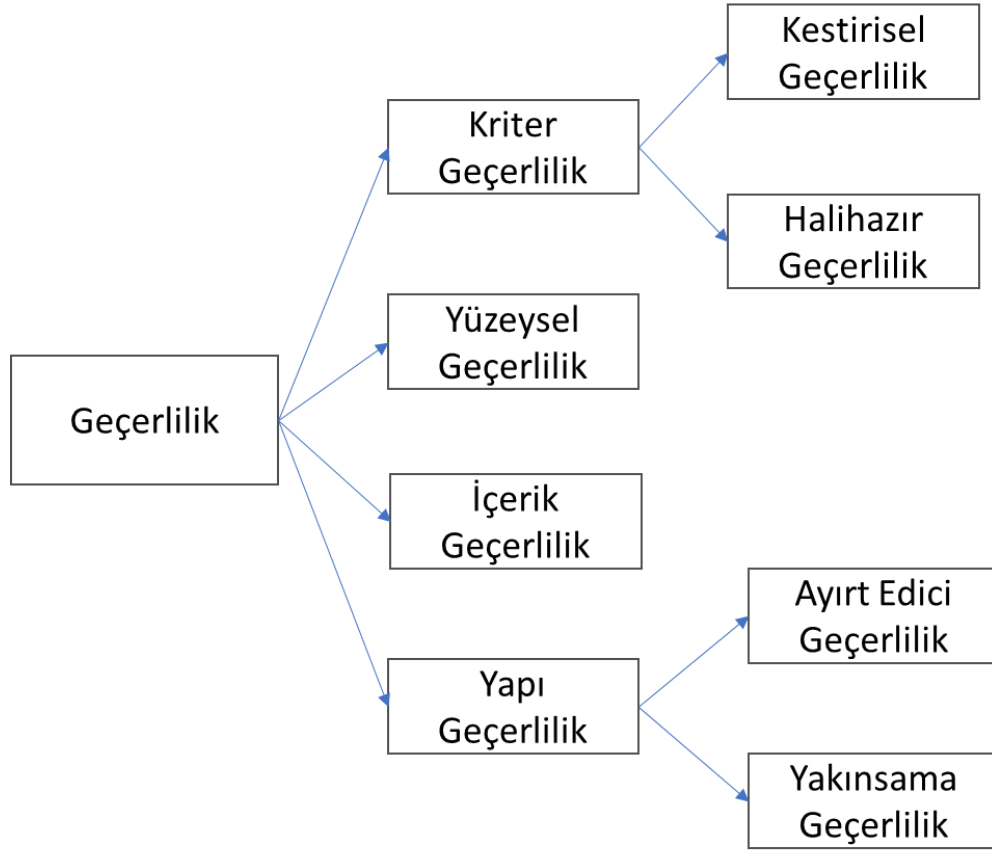 Kestirisel
Geçerlilik
Kriter
Geçerlilik
Halihazır
Geçerlilik
Yüzeysel
Geçerlilik
Geçerlilik
İçerik
Geçerlilik
Ayırt Edici
Geçerlilik
Yapı
Geçerlilik
Yakınsama
Geçerlilik